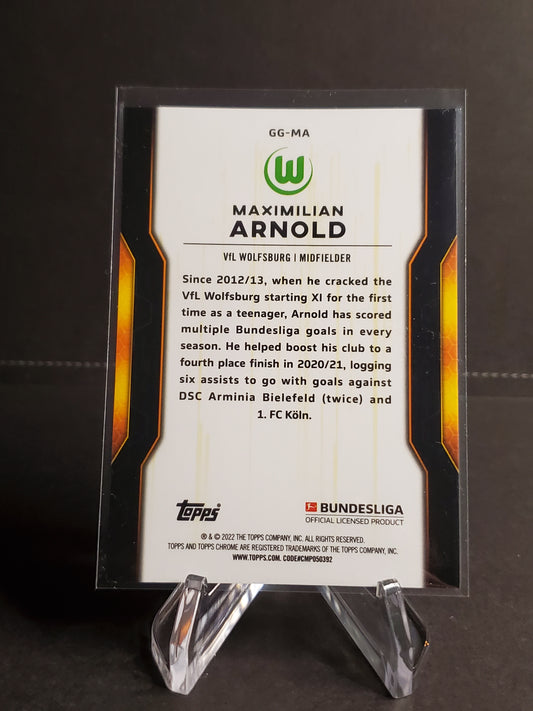 GG-MA
W
MAXIMILIAN
ARNOLD
VfL WOLFSBURG | MIDFIELDER
Since 2012/13, when he cracked the
VfL Wolfsburg starting XI for the first
time as a teenager, Arnold has scored
multiple Bundesliga goals in every
season. He helped boost his club to a
fourth place finish in 2020/21, logging
six assists to go with goals against
DSC Arminia Bielefeld (twice) and
1. FC Köln.
Topps
BUNDESLIGA
OFFICIAL LICENSED PRODUCT
® & © 2022 THE TOPPS COMPANY, INC. ALL RIGHTS RESERVED.
TOPPS AND TOPPS CHROME ARE REGISTERED TRADEMARKS OF THE TOPPS COMPANY, INC.
WWW.TOPPS.COM. CODE#CMP050392